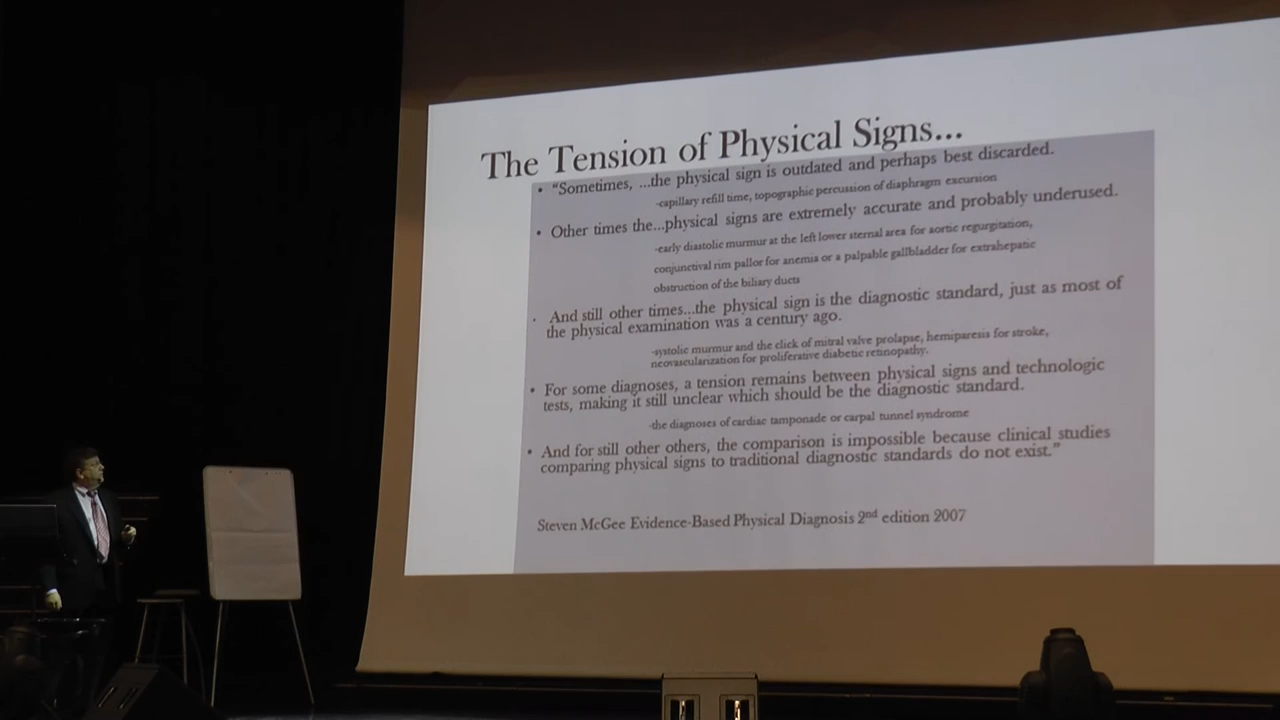 The Tension of Physical Signs...
• “Sometimes, ...the physical sign is outdated and perhaps best discarded.
-capillary refill time, topographic percussion of diaphragm excursion
• Other times the...physical signs are extremely accurate and probably underused.
-early diastolic murmur at the left lower sternal area for aortic regurgitation,
conjunctival rim pallor for anemia or a palpable gallbladder for extrahepatic
obstruction of the biliary ducts
· And still other times...the physical sign is the diagnostic standard, just as most of
the physical examination was a century ago.
-systolic murmur and the click of mitral valve prolapse, hemiparesis for stroke,
neovascularization for proliferative diabetic retinopathy.
• For some diagnoses, a tension remains between physical signs and technologic
tests, making it still unclear which should be the diagnostic standard.
-the diagnoses of cardiac tamponade or carpal tunnel syndrome
• And for still other others, the comparison is impossible because clinical studies
comparing physical signs to traditional diagnostic standards do not exist.”
Steven McGee Evidence-Based Physical Diagnosis 2nd edition 2007